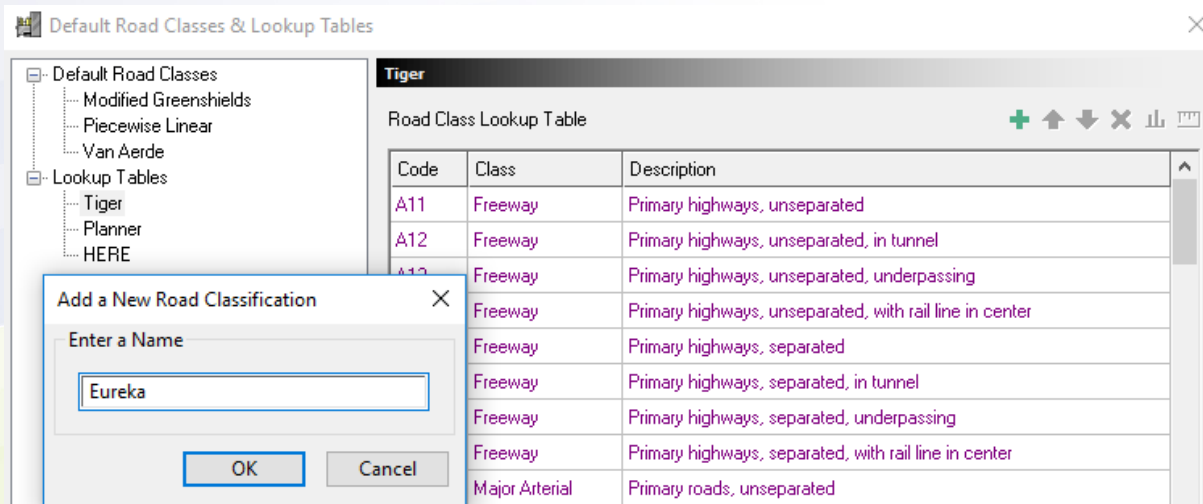 Default Road Classes & Lookup Tables
Default Road Classes
Modified Greenshields
Piecewise Linear
Van Aerde
Lookup Tables
Tiger
Planner
HERE
Tiger
Road Class Lookup Table
Code Class Description
A11 Freeway Primary highways, unseparated
A12 Freeway Primary highways, unseparated, in tunnel
Freeway Primary highways, unseparated, underpassing
Freeway Primary highways, unseparated, with rail line in center
Freeway Primary highways, separated
Freeway Primary highways, separated, in tunnel
Freeway Primary highways, separated, underpassing
Freeway Primary highways, separated, with rail line in center
Major Arterial Primary roads, unseparated
Add a New Road Classification
Enter a Name
Eureka
OK Cancel